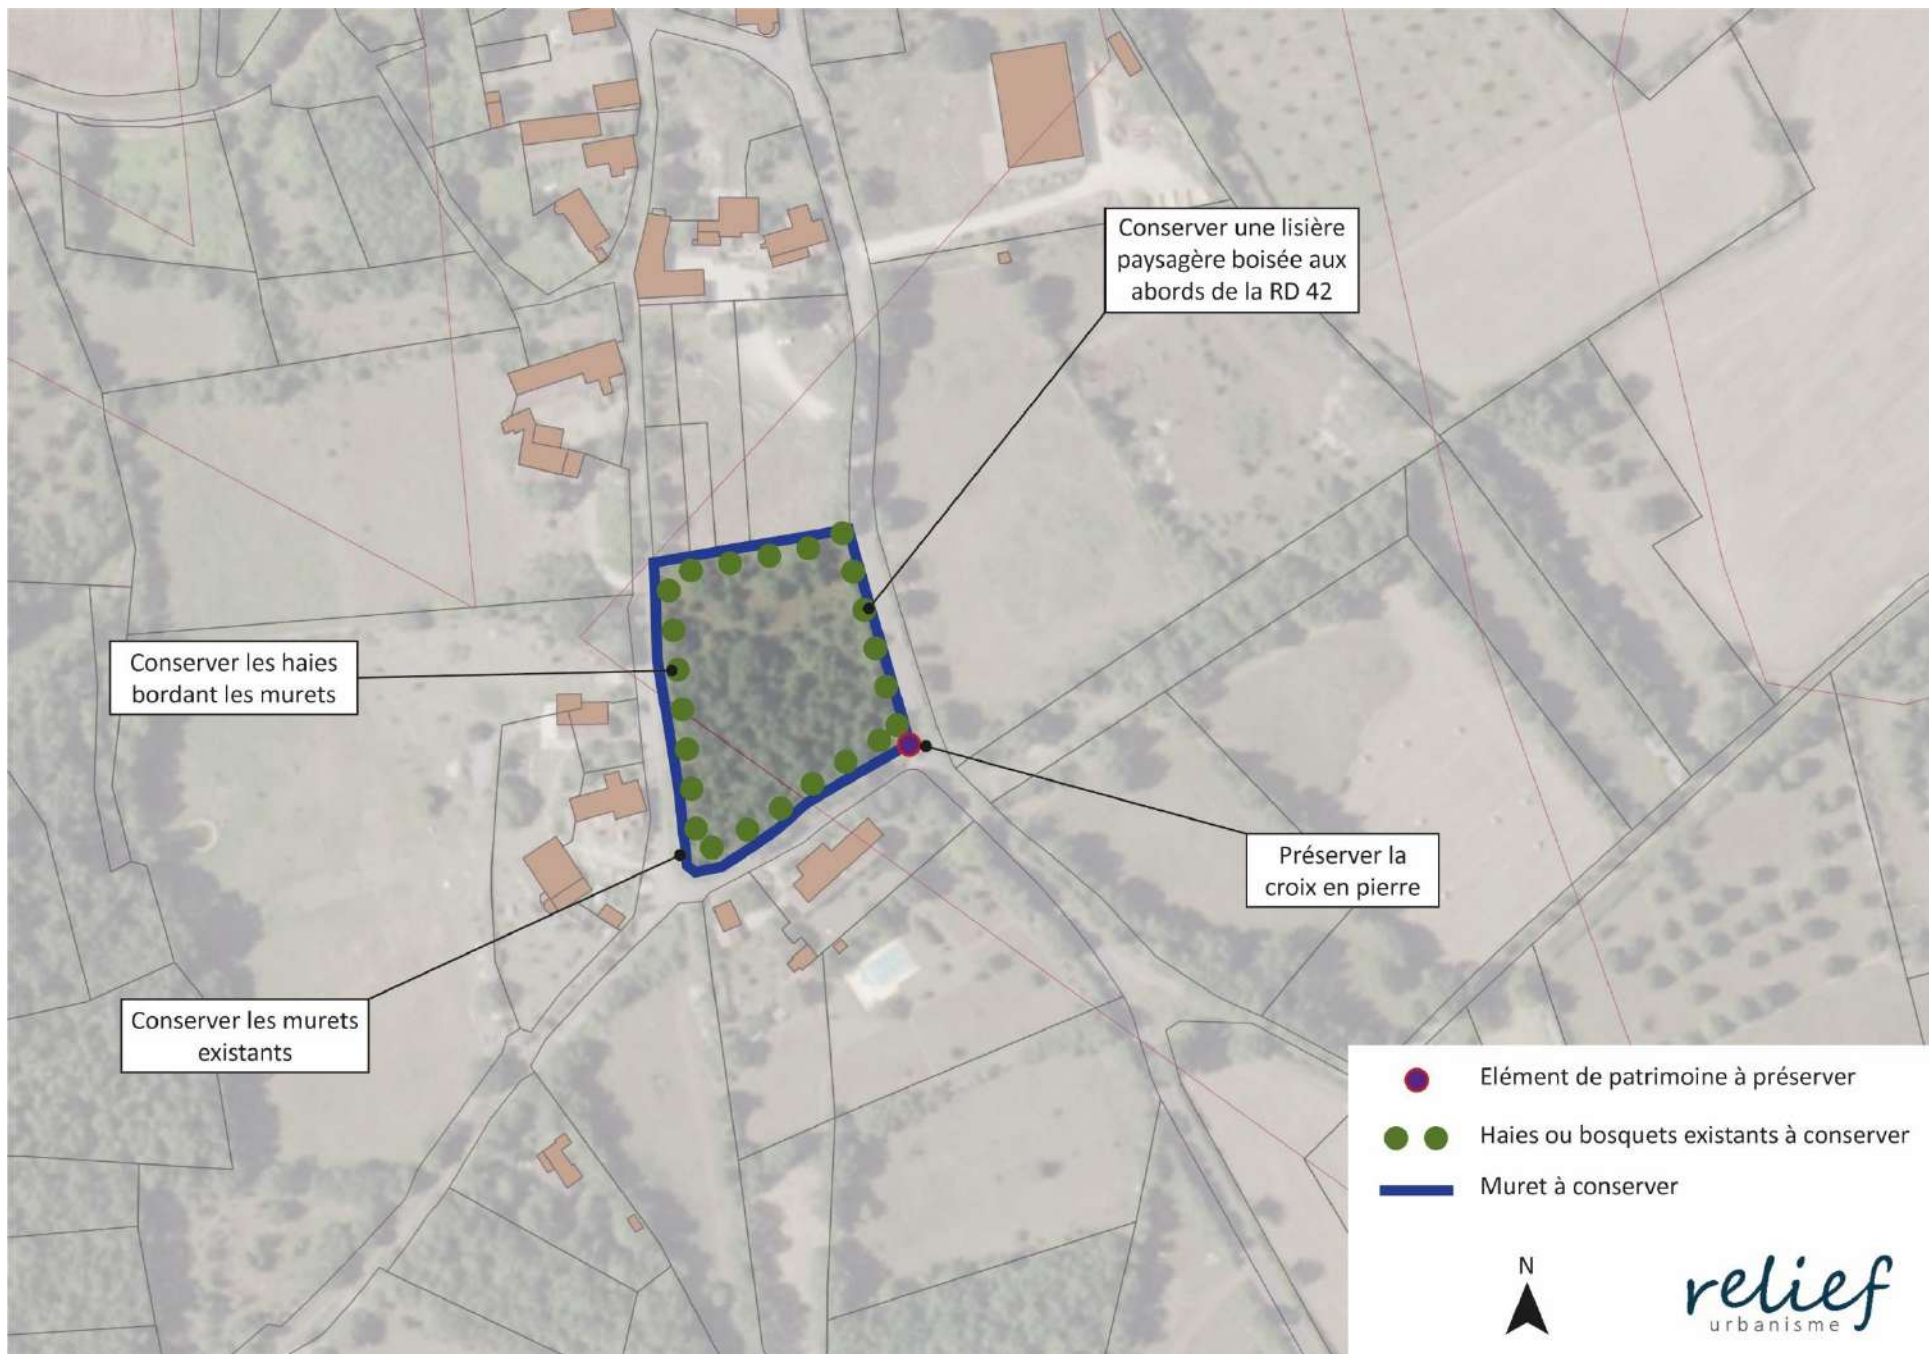 Conserver une lisière
paysagère boisée aux
abords de la RD 42
Conserver les haies
bordant les murets
Préserver la
croix en pierre
Conserver les murets
existants
Elément de patrimoine à préserver
Haies ou bosquets existants à conserver
Muret à conserver
N
relief
urbanisme